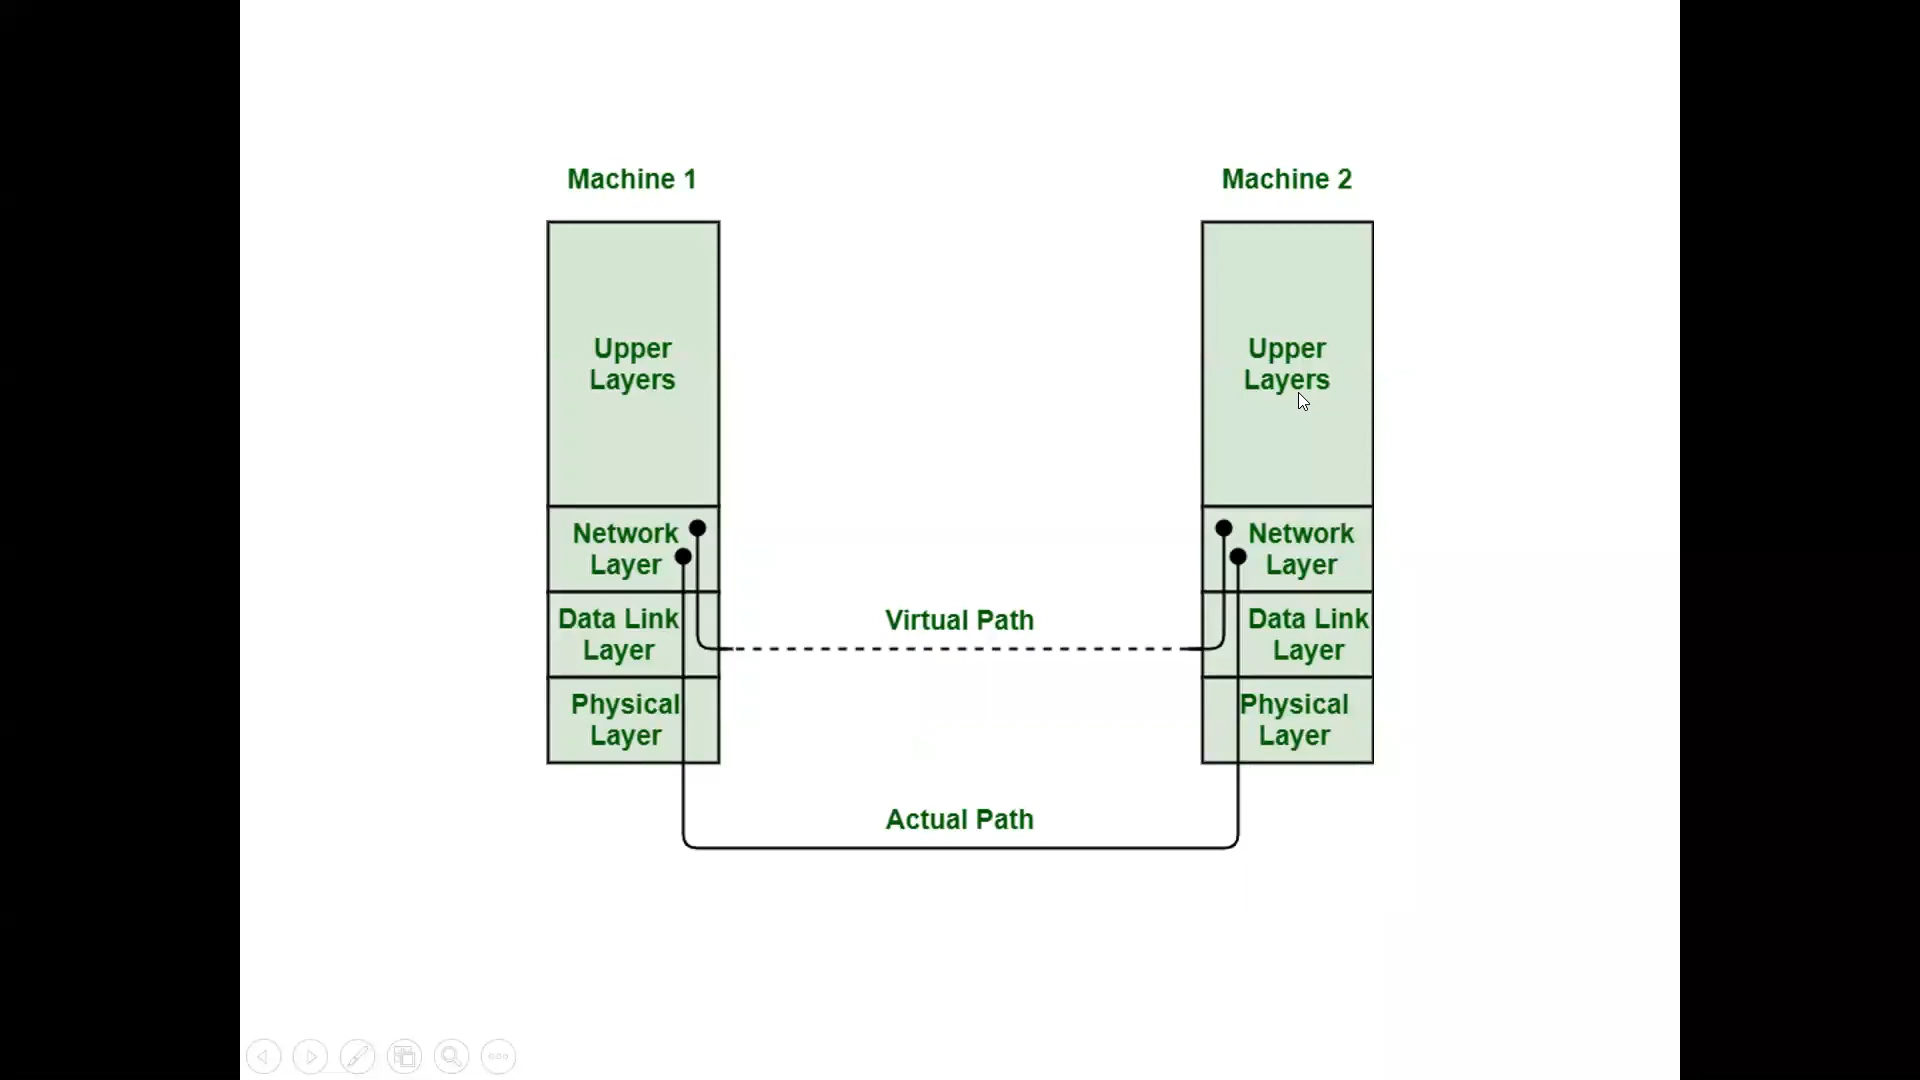 Machine 1
Machine 2
Upper
Layers
Upper
Layers
Network
Layer
Network
Layer
Data Link
Layer
Virtual Path
Data Link
Layer
Physical
Layer
Physical
Layer
Actual Path